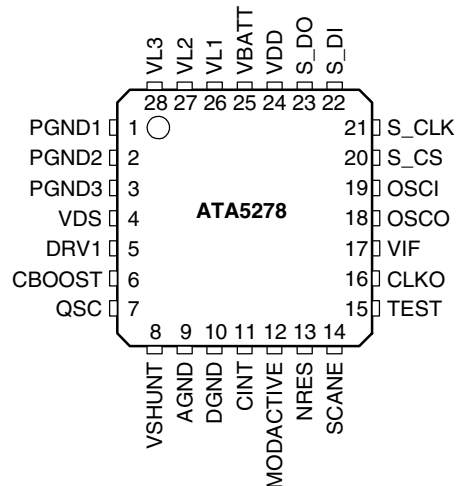 VL3 VL2 VL1 VBATT VDD S_DO S_DI
28 27 26 25 24 23 22
PGND1 1 21 S_CLK
PGND2 2 20 S_CS
PGND3 3 19 OSCI
VDS 4 ATA5278 18 OSCO
DRV1 5 17 VIF
CBOOST 6 16 CLKO
QSC 7 15 TEST
8 9 10 11 12 13 14
VSHUNT AGND DGND CINT MODACTIVE NRES SCANE